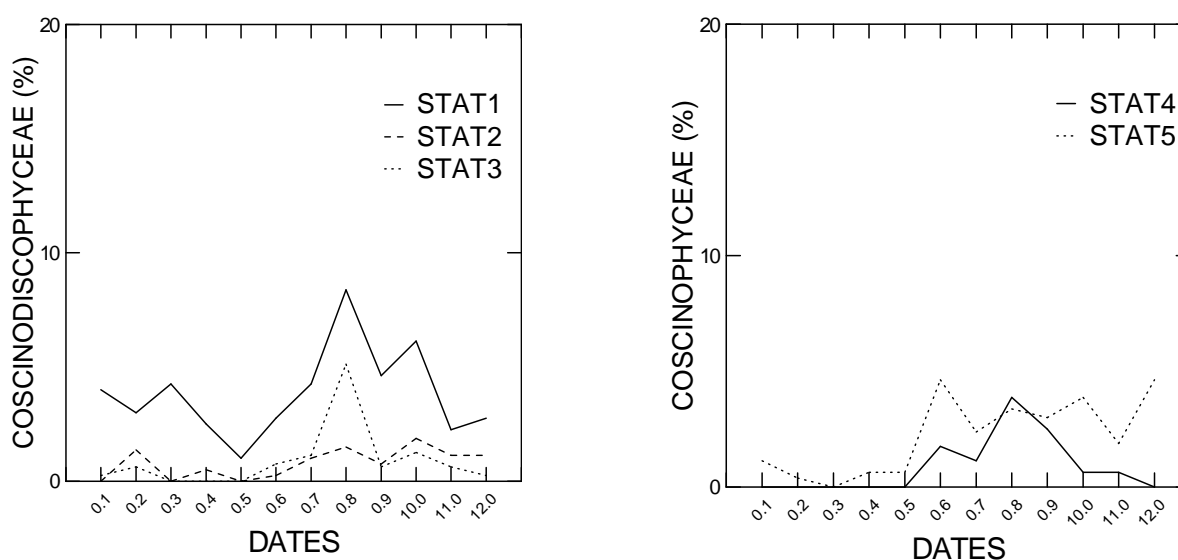 20
COSCINODISCOPHYCEAE (%)
STAT1
STAT2
STAT3
10
0
0.1 0.2 0.3 0.4 0.5 0.6 0.7 0.8 0.9 10.0 11.0 12.0
DATES
20
COSCINOPHYCEAE (%)
STAT4
STAT5
10
0
0.1 0.2 0.3 0.4 0.5 0.6 0.7 0.8 0.9 10.0 11.0 12.0
DATES